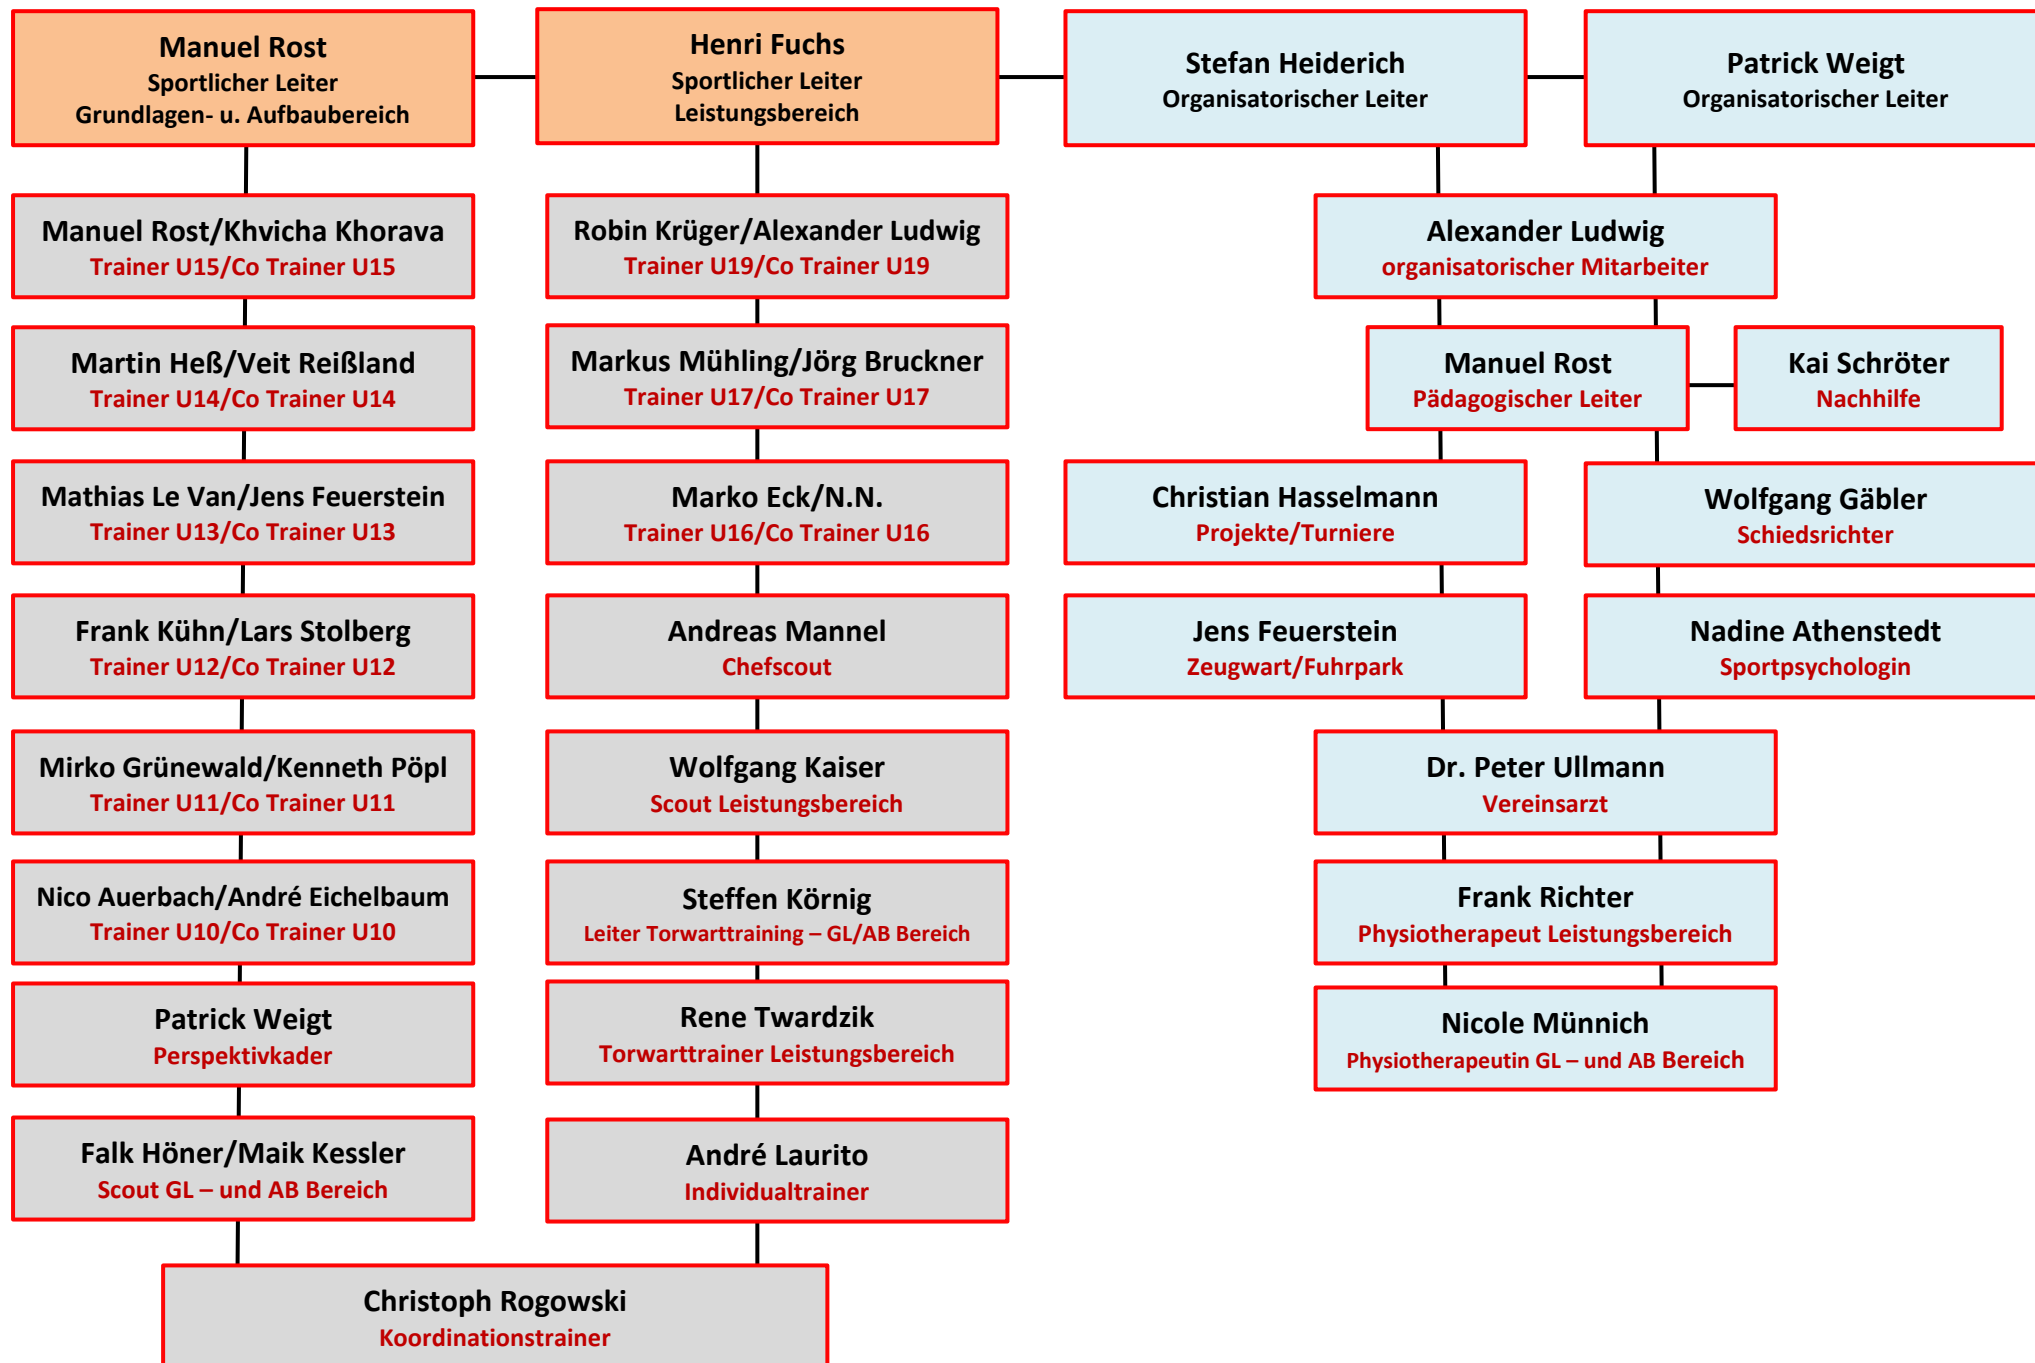 Manuel Rost
Sportlicher Leiter
Grundlagen- u. Aufbaubereich
Henri Fuchs
Sportlicher Leiter
Leistungsbereich
Stefan Heiderich
Organisatorischer Leiter
Patrick Weigt
Organisatorischer Leiter
Manuel Rost/Khvicha Khorava
Trainer U15/Co Trainer U15
Martin Heß/Veit Reißland
Trainer U14/Co Trainer U14
Mathias Le Van/Jens Feuerstein
Trainer U13/Co Trainer U13
Frank Kühn/Lars Stolberg
Trainer U12/Co Trainer U12
Mirko Grünewald/Kenneth Pöpl
Trainer U11/Co Trainer U11
Nico Auerbach/André Eichelbaum
Trainer U10/Co Trainer U10
Patrick Weigt
Perspektivkader
Falk Höner/Maik Kessler
Scout GL – und AB Bereich
Robin Krüger/Alexander Ludwig
Trainer U19/Co Trainer U19
Markus Mühling/Jörg Bruckner
Trainer U17/Co Trainer U17
Marko Eck/N.N.
Trainer U16/Co Trainer U16
Andreas Mannel
Chefscout
Wolfgang Kaiser
Scout Leistungsbereich
Steffen Körnig
Leiter Torwarttraining – GL/AB Bereich
Rene Twardzik
Torwarttrainer Leistungsbereich
André Laurito
Individualtrainer
Christoph Rogowski
Koordinationstrainer
Alexander Ludwig
organisatorischer Mitarbeiter
Manuel Rost
Pädagogischer Leiter
Kai Schröter
Nachhilfe
Christian Hasselmann
Projekte/Turniere
Wolfgang Gäbler
Schiedsrichter
Jens Feuerstein
Zeugwart/Fuhrpark
Nadine Athenstedt
Sportpsychologin
Dr. Peter Ullmann
Vereinsarzt
Frank Richter
Physiotherapeut Leistungsbereich
Nicole Münnich
Physiotherapeutin GL – und AB Bereich